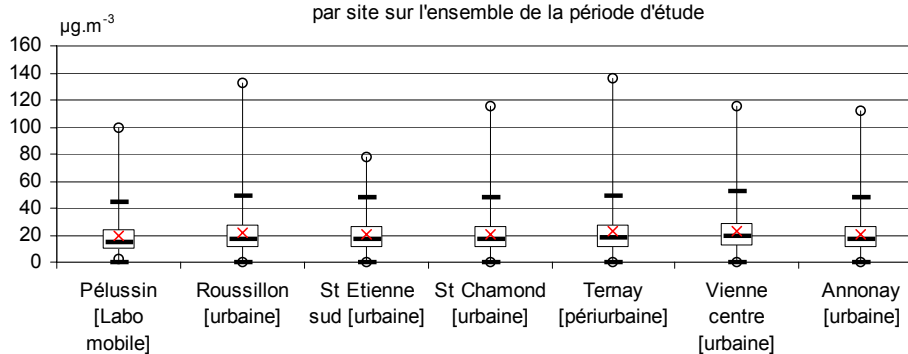 par site sur l'ensemble de la période d'étude
µg.m-3
160
140
120
100
80
60
40
20
0
Pélussin
[Labo
mobile]
Roussillon
[urbaine]
St Etienne
sud [urbaine]
St Chamond
[urbaine]
Ternay
[périurbaine]
Vienne
centre
[urbaine]
Annonay
[urbaine]